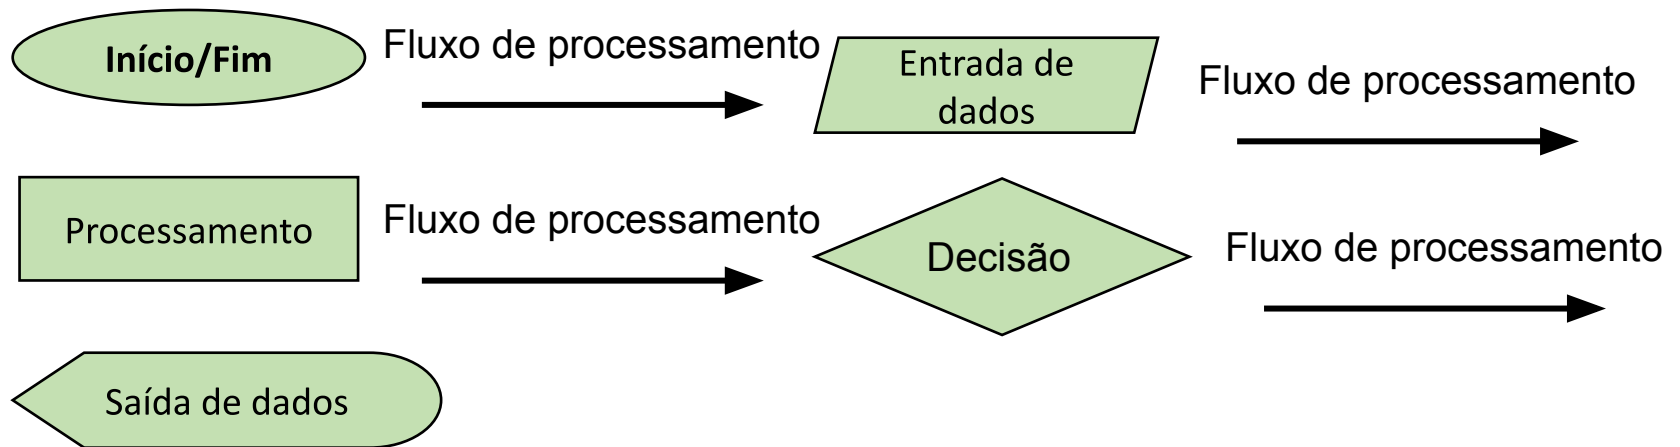 Início/Fim
Fluxo de processamento
Entrada de
dados
Fluxo de processamento
Processamento
Fluxo de processamento
Decisão
Fluxo de processamento
Saída de dados